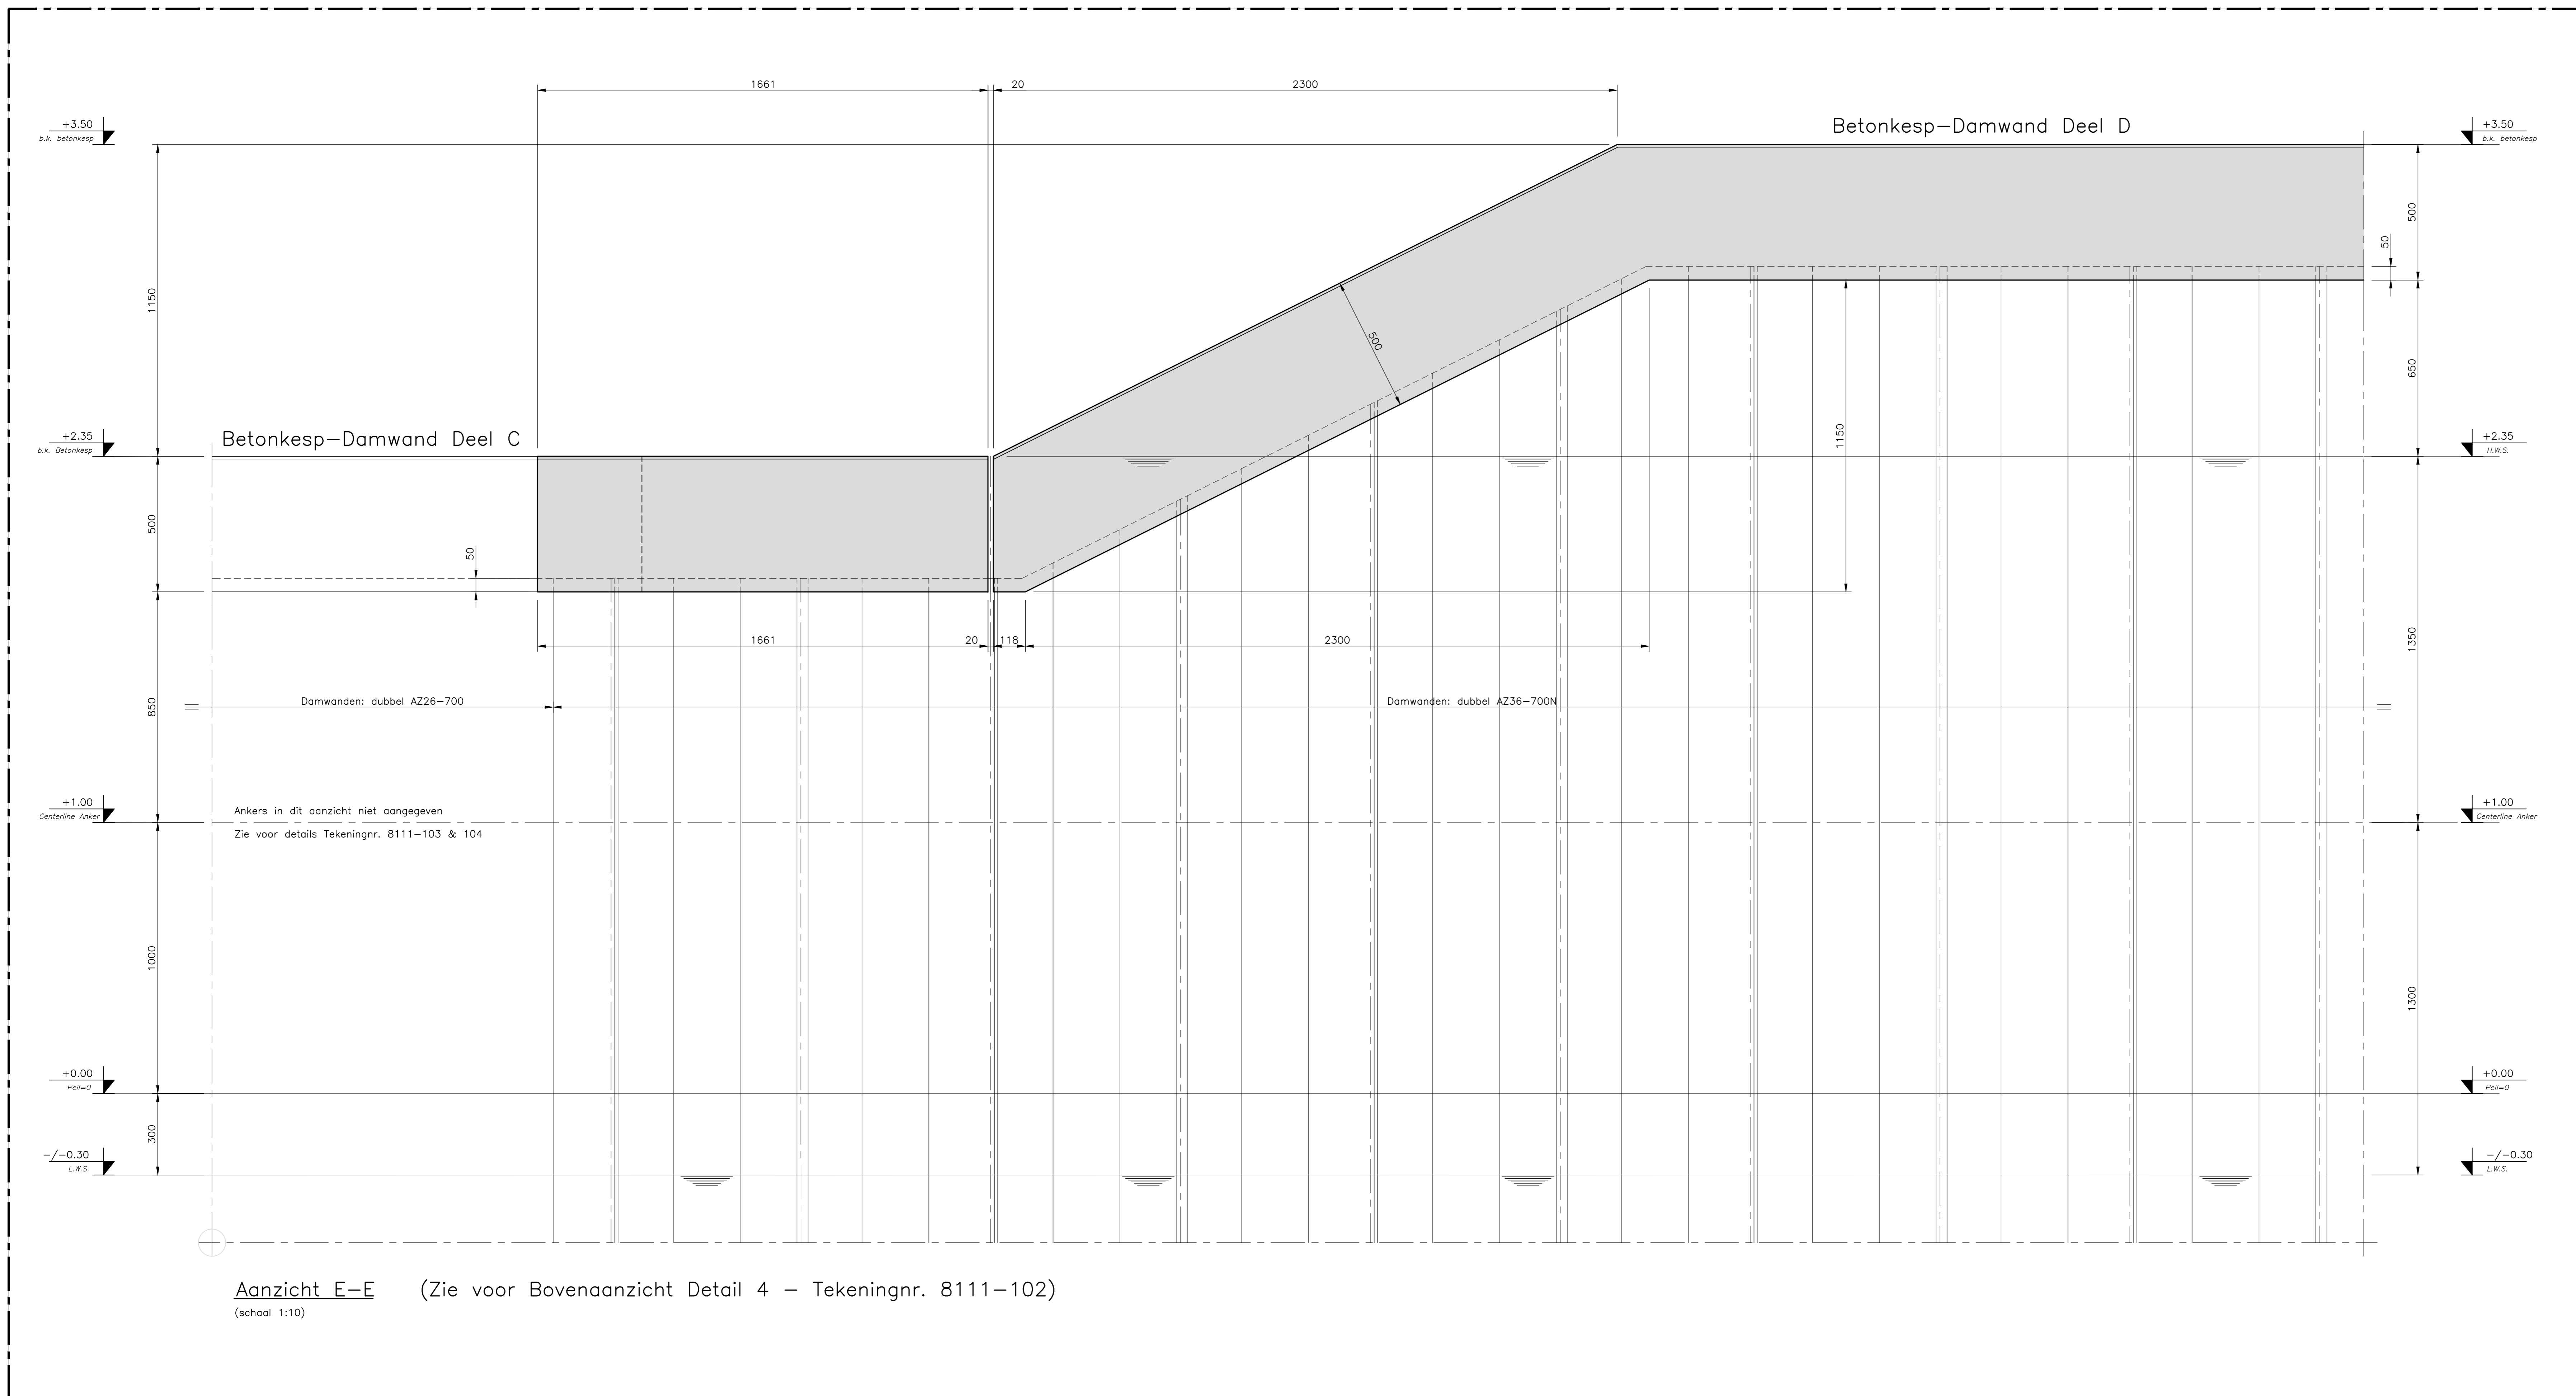 1661
20
2300
+3.50
b.k. betonkesp
Betonkesp-Damwand Deel D
+3.50
b.k. betonkesp
500
50
1150
500
650
1150
+2.35
b.k. Betonkesp
Betonkesp-Damwand Deel C
+2.35
H.W.S.
500
50
1661
20
118
2300
1350
850
Damwanden: dubbel AZ26-700
Damwanden: dubbel AZ36-700N
+1.00
Centerline Anker
Ankers in dit aanzicht niet aangegeven
Zie voor details Tekeningnr. 8111-103 & 104
+1.00
Centerline Anker
1000
1300
+0.00
Peil=0
+0.00
Peil=0
300
-/-0.30
L.W.S.
-/-0.30
L.W.S.
Aanzicht E-E (Zie voor Bovenaanzicht Detail 4 - Tekeningnr. 8111-102)
(schaal 1:10)